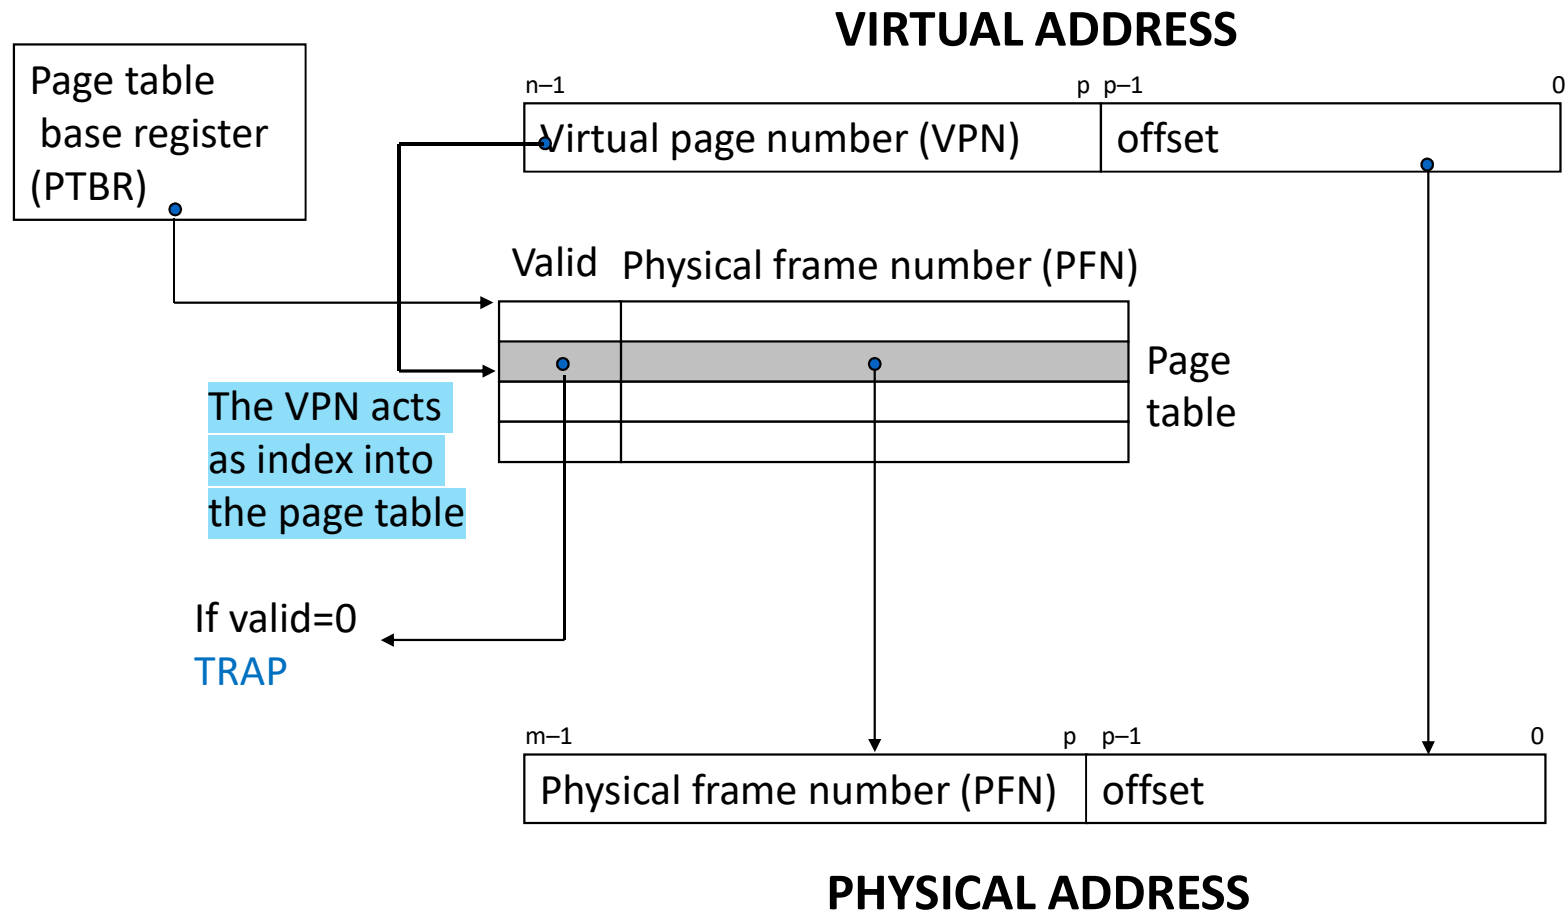 VIRTUAL ADDRESS
Page table
base register
(PTBR)
n–1
p
p–1
0
Virtual page number (VPN)
offset
Valid
Physical frame number (PFN)
Page
table
The VPN acts
as index into
the page table
If valid=0
TRAP
m–1
p
p–1
0
Physical frame number (PFN)
offset
PHYSICAL ADDRESS